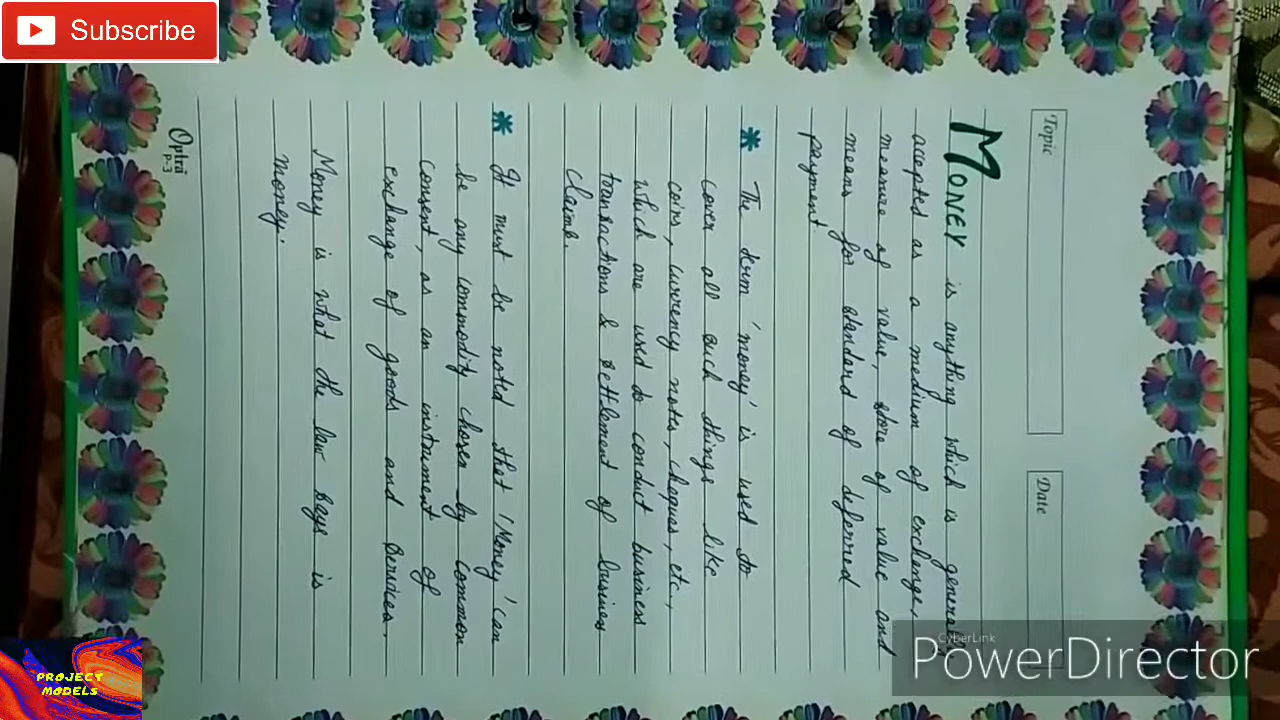 Subscribe
Topic
Date
MONEY is anything which is generally
accepted as a medium of exchange,
measure of value, store of value and
means for standard of deferred
payment
* The term 'money' is used to
cover all such things like
coins, currency notes, cheques, etc.,
which are used to conduct business
transactions & settlement of business
claims.
* It must be noted that 'Money' can
be any commodity chosen by common
consent, as an instrument of
exchange of goods and services.
Money is what the law says is
money.
Optra
P-3
CyberLink
PowerDirector
PROJECT
MODELS